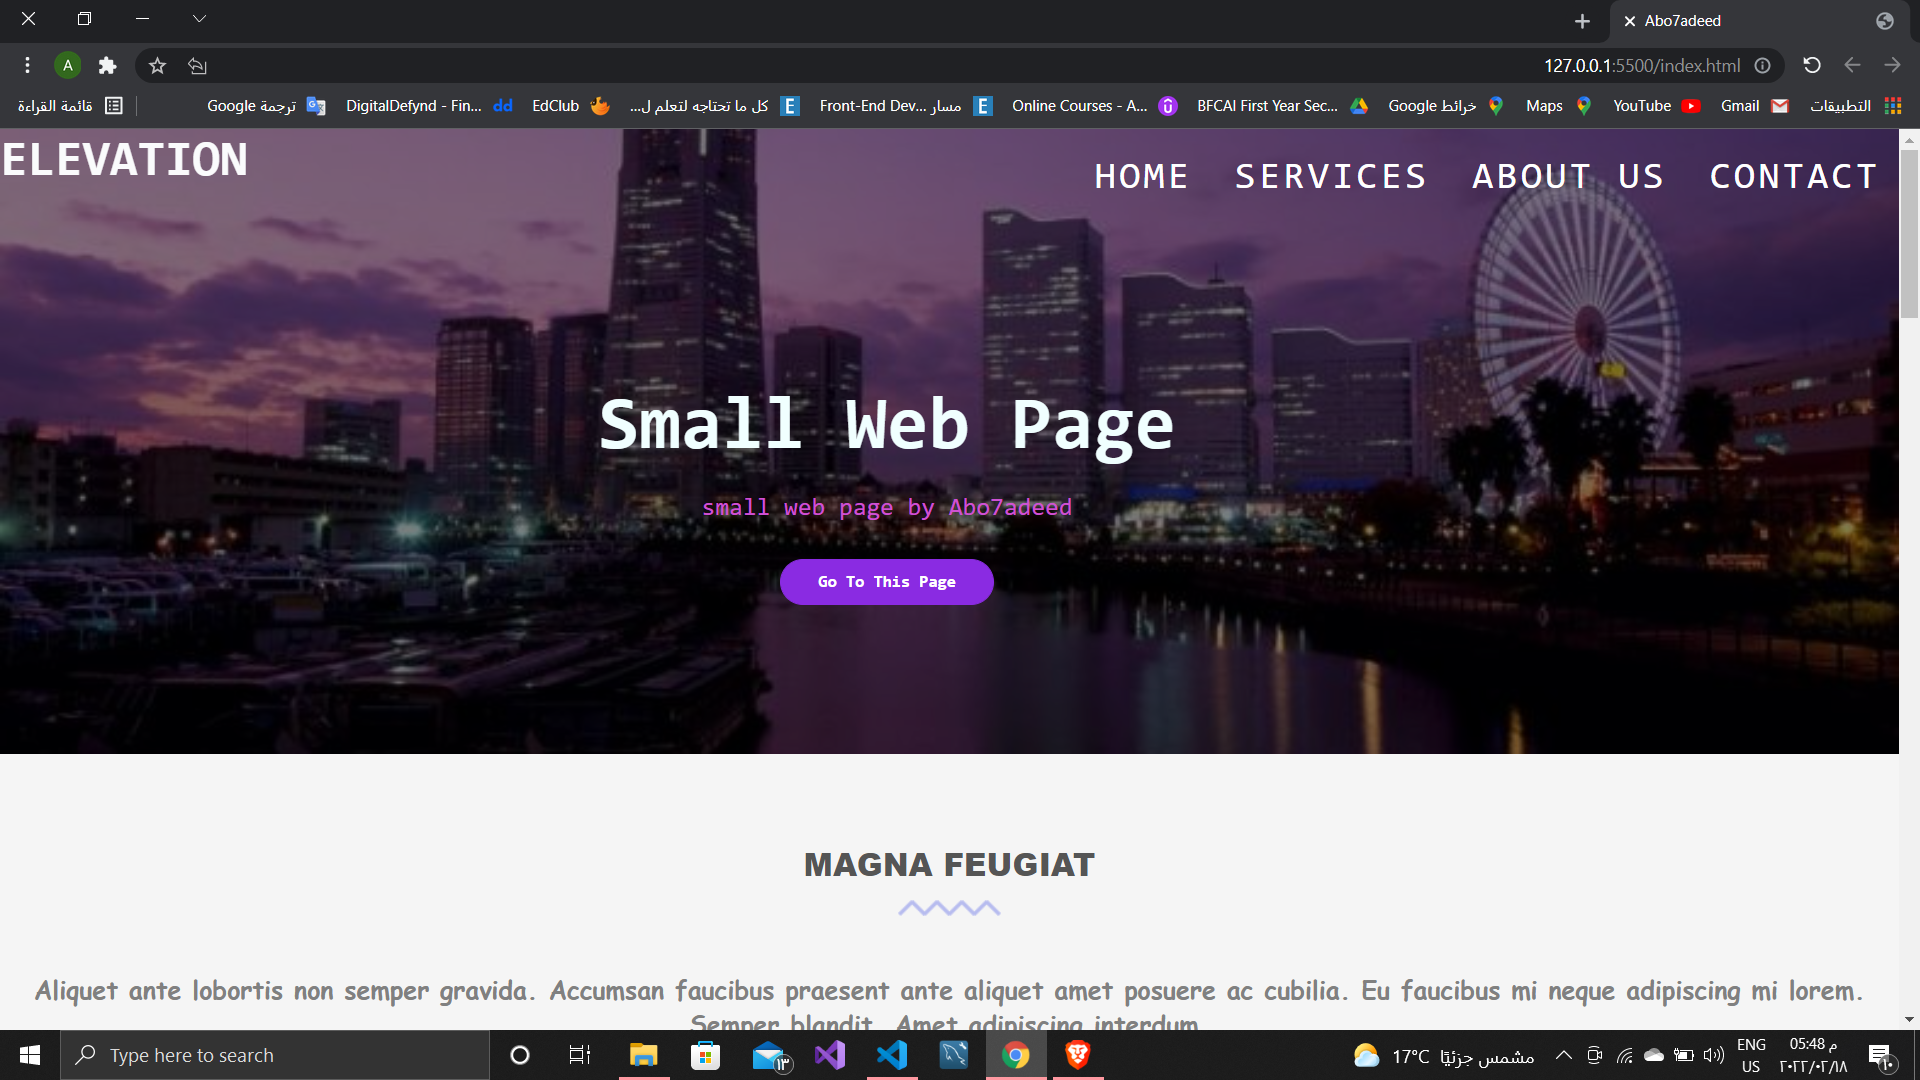 Abo7adeed
A
127.0.0.1:5500/index.html
قائمة القراءة
ترجمة Google
DigitalDefynd - Fin...
dd
EdClub
كل ما تحتاجه لتعلم ل...
E
مسار Front-End Dev...
E
Online Courses - A...
BFCAI First Year Sec...
خرائط Google
Maps
YouTube
Gmail
التطبيقات
ELEVATION
HOME SERVICES ABOUT US CONTACT
Small Web Page
small web page by Abo7adeed
Go To This Page
MAGNA FEUGIAT
Aliquet ante lobortis non semper gravida. Accumsan faucibus praesent ante aliquet amet posuere ac cubilia. Eu faucibus mi neque adipiscing mi lorem.
Semper blandit. Amet adipiscing interdum
Type here to search
١٣
17°C مشمس جزئيًا
ENG
US
05:48 م
٢٠٢٢/٠٢/١٨
١٠